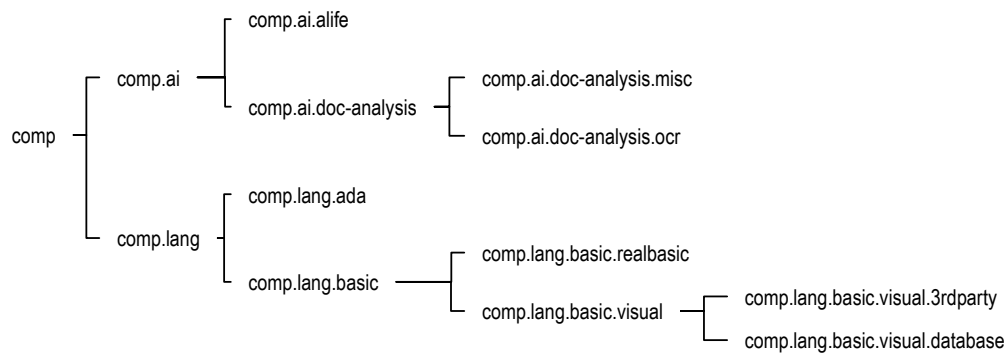 comp.ai.alife
comp.ai
comp.ai.doc-analysis.misc
comp.ai.doc-analysis
comp
comp.ai.doc-analysis.ocr
comp.lang.ada
comp.lang
comp.lang.basic.realbasic
comp.lang.basic
comp.lang.basic.visual.3rdparty
comp.lang.basic.visual
comp.lang.basic.visual.database